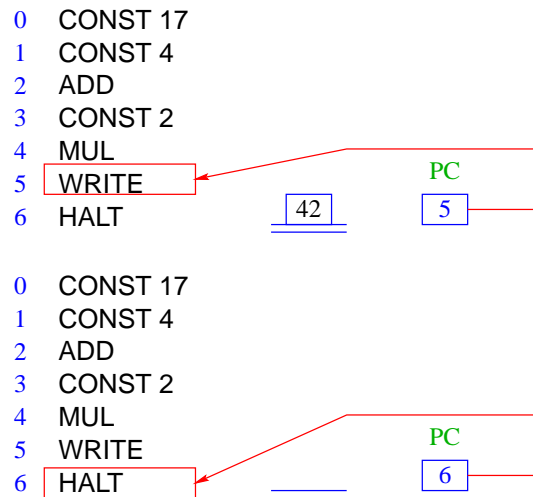 0 CONST 17
1 CONST 4
2 ADD
3 CONST 2
4 MUL
PC
5 WRITE
6 HALT 42 5
0 CONST 17
1 CONST 4
2 ADD
3 CONST 2
4 MUL
PC
5 WRITE
6 HALT 6